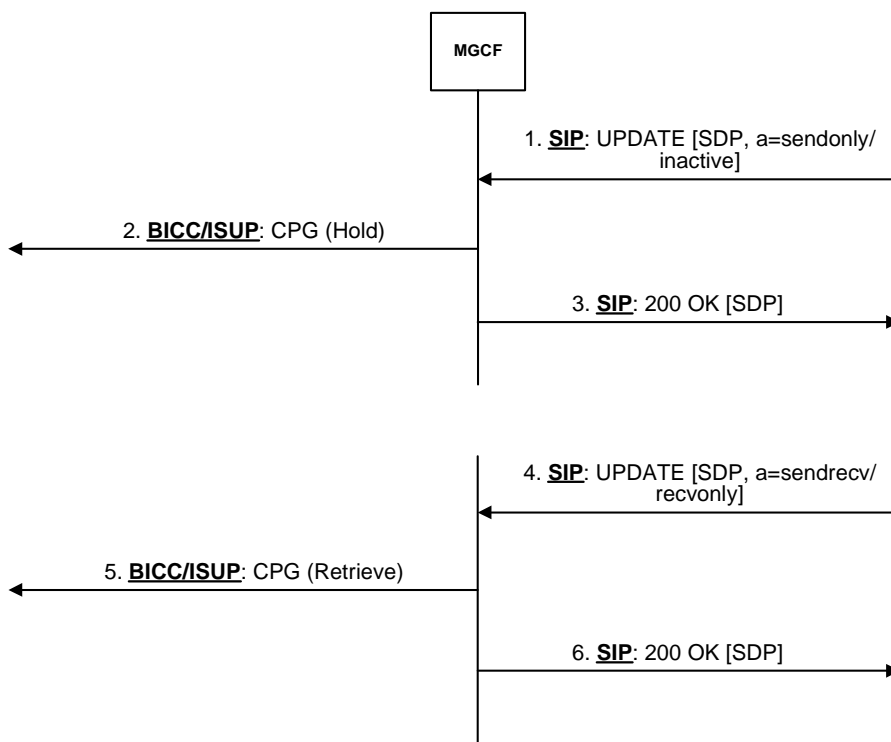 MGCF
1. SIP: UPDATE [SDP, a=sendonly/
inactive]
2. BICC/ISUP: CPG (Hold)
3. SIP: 200 OK [SDP]
4. SIP: UPDATE [SDP, a=sendrecv/
recvonly]
5. BICC/ISUP: CPG (Retrieve)
6. SIP: 200 OK [SDP]